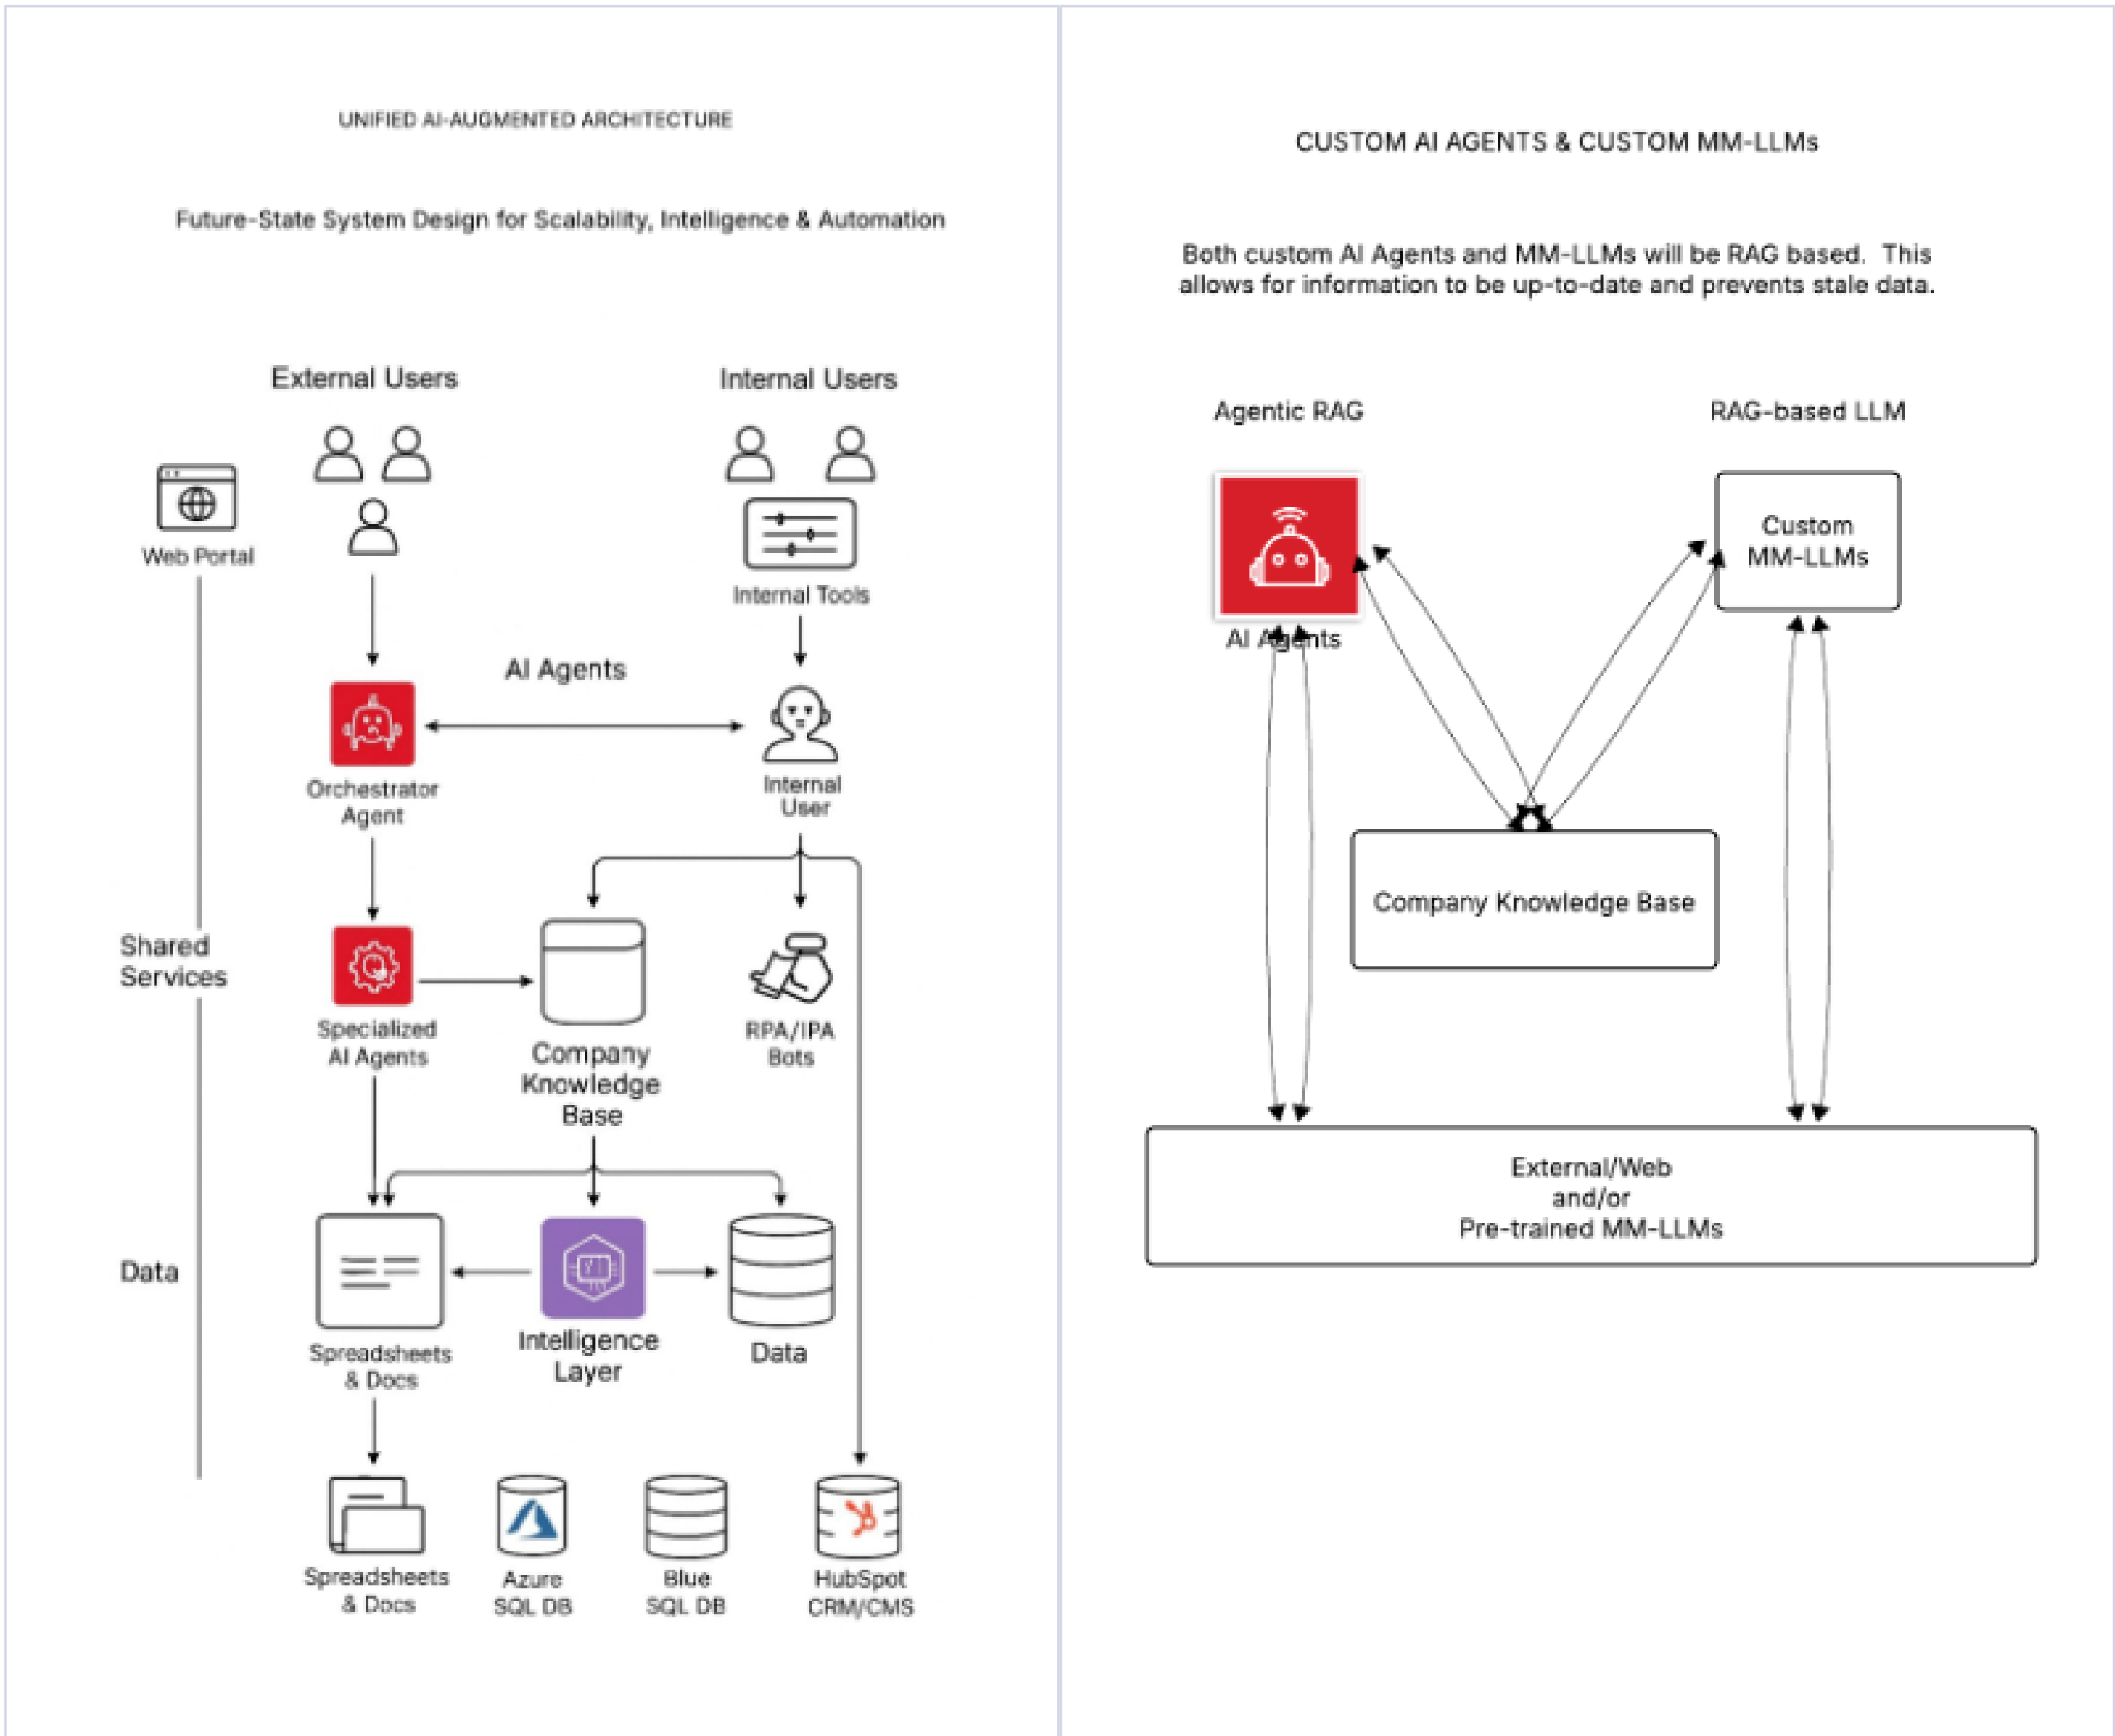 UNIFIED AI-AUGMENTED ARCHITECTURE
Future-State System Design for Scalability, Intelligence & Automation
External Users
Internal Users
Web Portal
Internal Tools
AI Agents
Orchestrator
Agent
Internal
User
Shared
Services
Specialized
AI Agents
Company
Knowledge
Base
RPA/IPA
Bots
Data
Spreadsheets
& Docs
Intelligence
Layer
Data
Spreadsheets
& Docs
Azure
SQL DB
Blue
SQL DB
HubSpot
CRM/CMS
CUSTOM AI AGENTS & CUSTOM MM-LLMs
Both custom AI Agents and MM-LLMs will be RAG based.  This
allows for information to be up-to-date and prevents stale data.
Agentic RAG
RAG-based LLM
AI Agents
Custom
MM-LLMs
Company Knowledge Base
External/Web
and/or
Pre-trained MM-LLMs